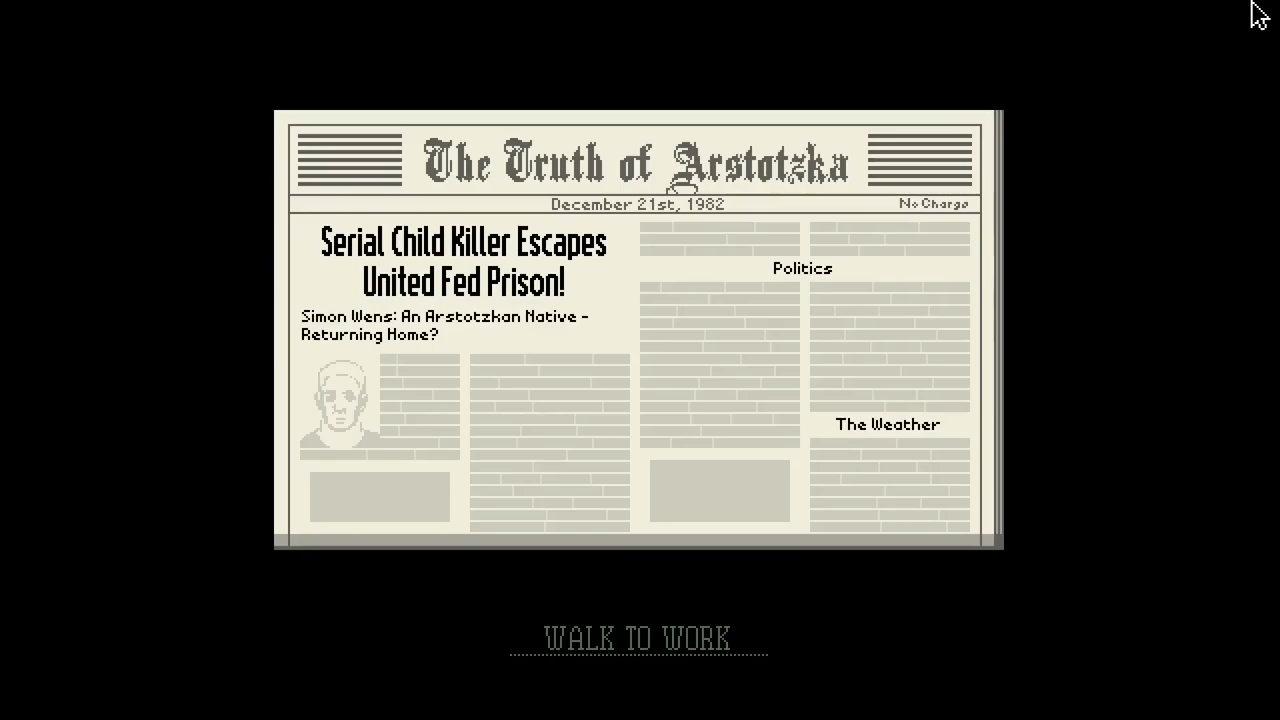 The Truth of Arstotzka
December 21st, 1982
No Charge
Serial Child Killer Escapes
United Fed Prison!
Simon Wens: An Arstotzkan Native -
Returning Home?
Politics
The Weather
WALK TO WORK